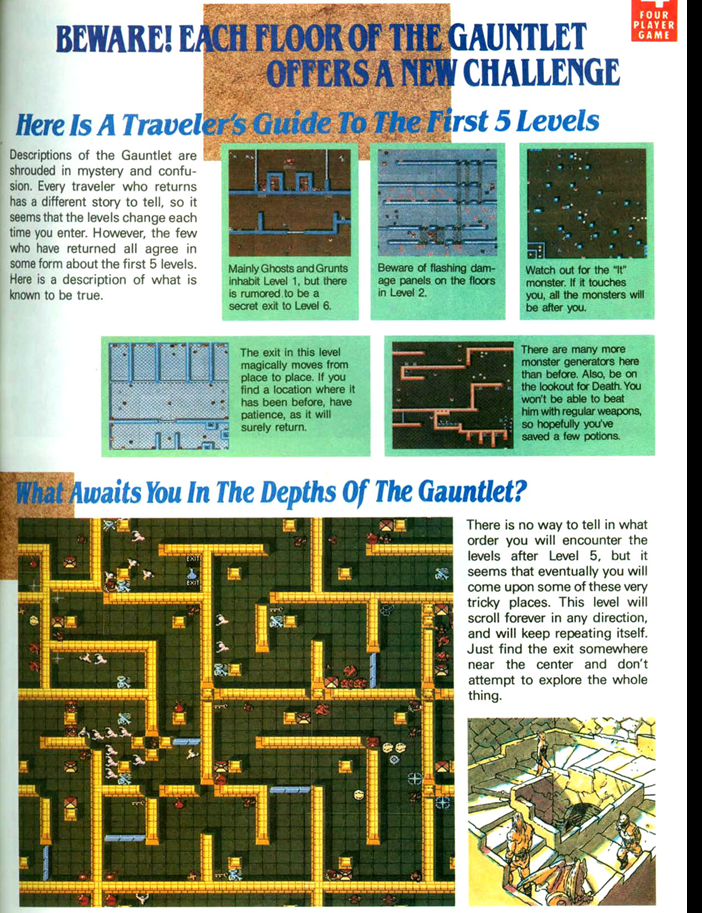 FOUR
PLAYER
GAME
BEWARE! EACH FLOOR OF THE GAUNTLET
OFFERS A NEW CHALLENGE
Here Is A Traveler's Guide To The First 5 Levels
Descriptions of the Gauntlet are
shrouded in mystery and confu-
sion. Every traveler who returns
has a different story to tell, so it
seems that the levels change each
time you enter. However, the few
who have returned all agree in
some form about the first 5 levels.
Here is a description of what is
known to be true.
Mainly Ghosts and Grunts
inhabit Level 1, but there
is rumored to be a
secret exit to Level 6.
Beware of flashing dam-
age panels on the floors
in Level 2.
Watch out for the "It"
monster. If it touches
you, all the monsters will
be after you.
The exit in this level
magically moves from
place to place. If you
find a location where it
has been before, have
patience, as it will
surely return.
There are many more
monster generators here
than before. Also, be on
the lookout for Death. You
won't be able to beat
him with regular weapons,
so hopefully you've
saved a few potions.
What Awaits You In The Depths Of The Gauntlet?
EXIT
EXIT
There is no way to tell in what
order you will encounter the
levels after Level 5, but it
seems that eventually you will
come upon some of these very
tricky places. This level will
scroll forever in any direction,
and will keep repeating itself.
Just find the exit somewhere
near the center and don't
attempt to explore the whole
thing.